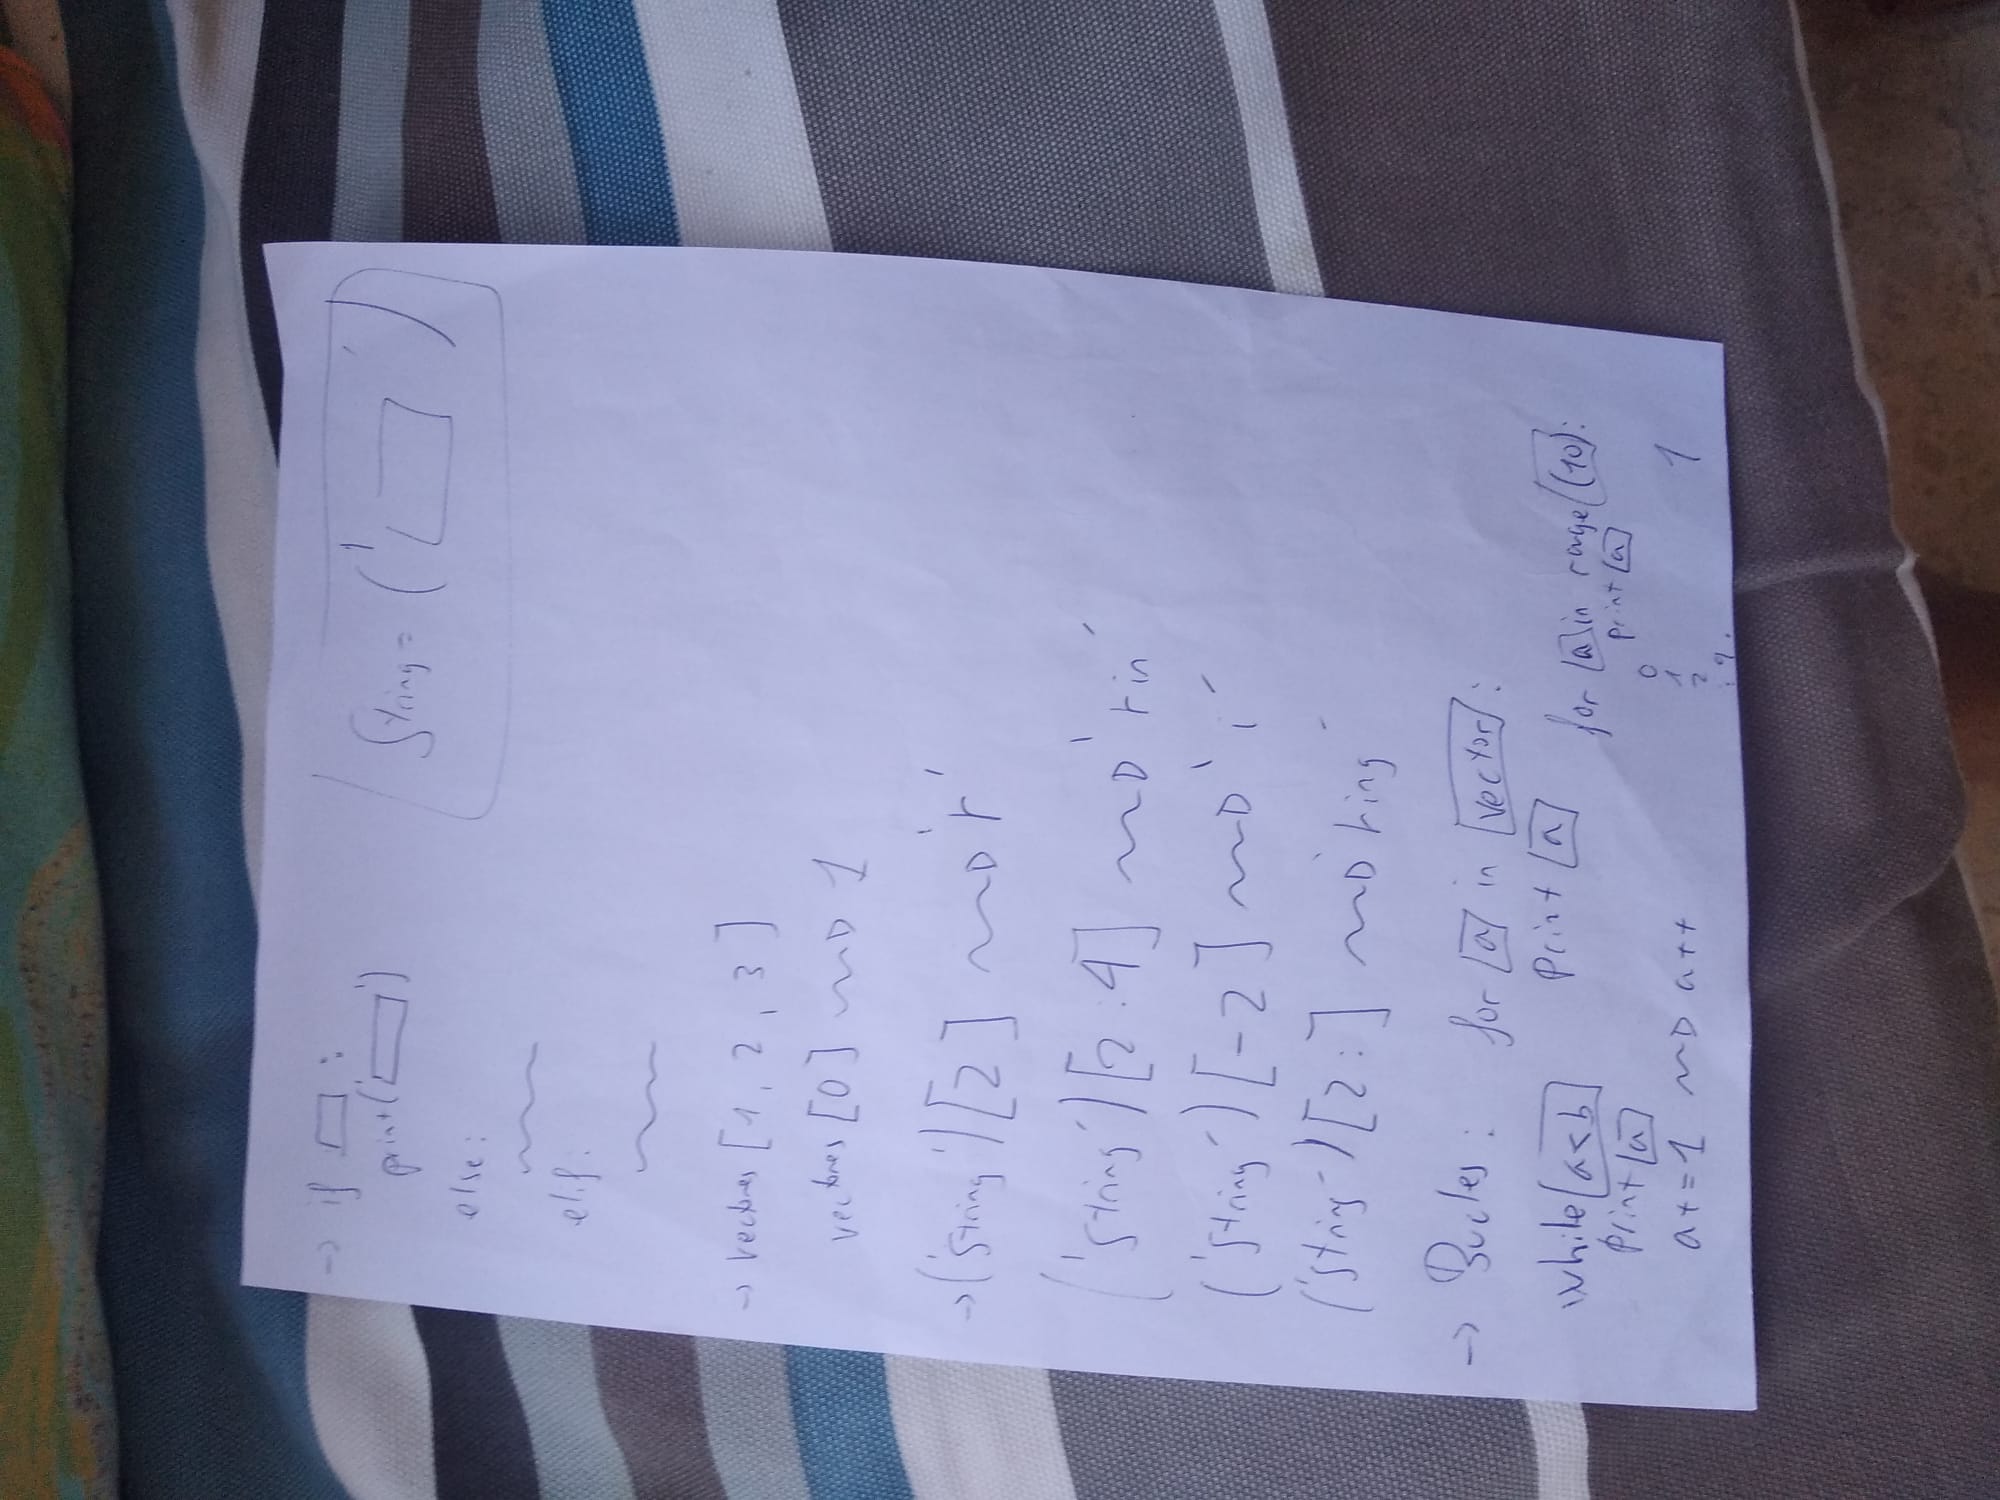 String = (' ')
→ if :
print(' ')
else:
elif:
→ vectores [1, 2, 3]
vectores [0] → 1
→ ('String')[2] → 'r'
('String')[2:4] → 'rin'
('String')[-2] → 'i'
('String')[2:] → 'ring'
→ Bucles: for a in vector:
print a
for a in range (10):
print a
0
1
2
: 9.
while a<b
print a
a+=1 → a++
1